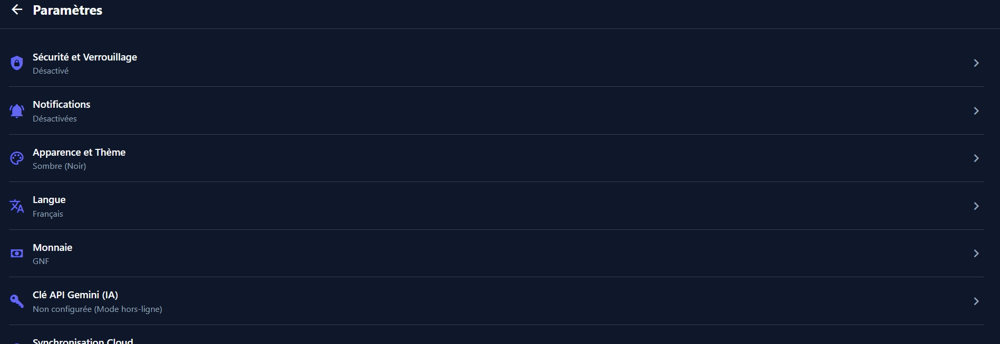 Paramètres
Sécurité et Verrouillage
Désactivé
Notifications
Désactivées
Apparence et Thème
Sombre (Noir)
Langue
Français
Monnaie
GNF
Clé API Gemini (IA)
Non configurée (Mode hors-ligne)
Synchronisation Cloud